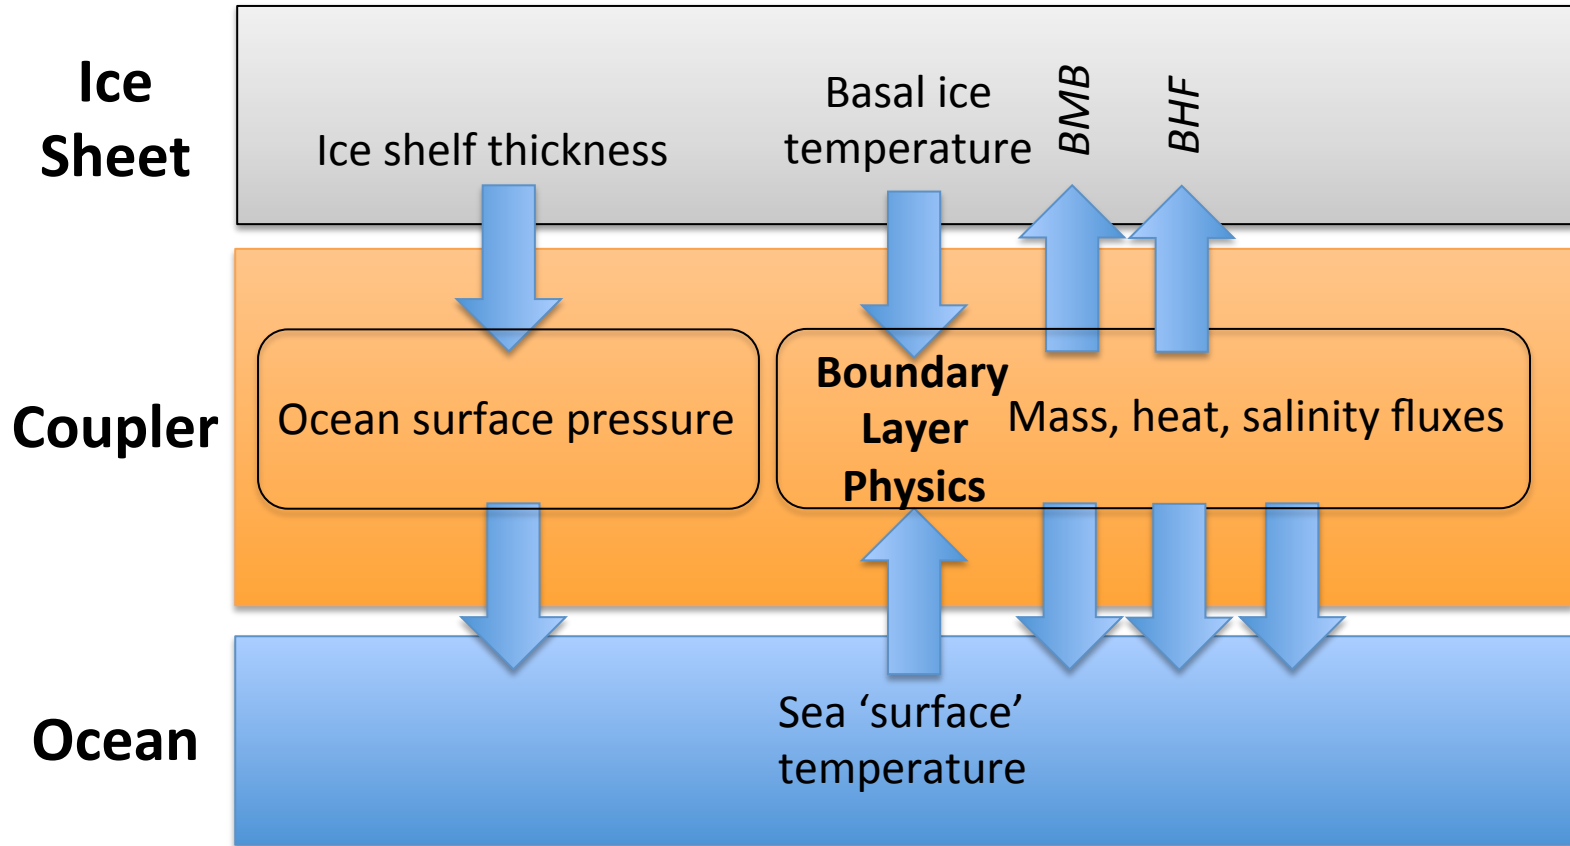 Ice
Sheet
Ice shelf thickness
Basal ice
temperature
BMB
BHF
Coupler
Ocean surface pressure
Boundary
Layer
Physics
Mass, heat, salinity fluxes
Ocean
Sea ‘surface’
temperature